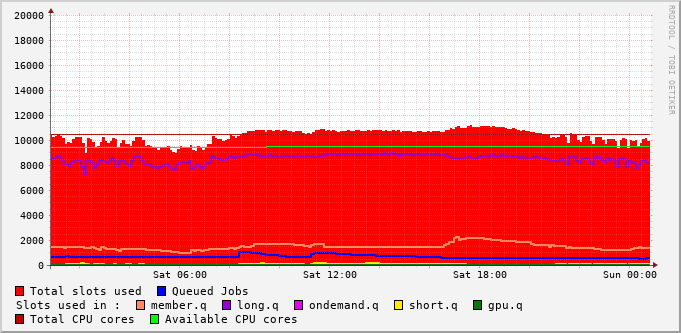 20000
18000
16000
14000
12000
10000
8000
6000
4000
2000
0
Sat 06:00 Sat 12:00 Sat 18:00 Sun 00:00
RRDTOOL / TOBI OETIKER
Total slots used Queued Jobs
Slots used in : member.q long.q ondemand.q short.q gpu.q
Total CPU cores Available CPU cores